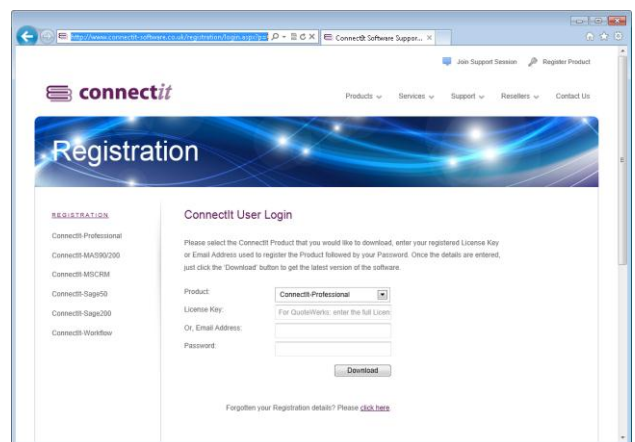 http://www.connectit-software.co.uk/registration/login.aspx?p=
ConnectIt Software Suppor...
Join Support Session
Register Product
connectit
Products
Services
Support
Resellers
Contact Us
Registration
REGISTRATION
ConnectIt-Professional
ConnectIt-MAS90/200
ConnectIt-MSCRM
ConnectIt-Sage50
ConnectIt-Sage200
ConnectIt-Workflow
ConnectIt User Login
Please select the ConnectIt Product that you would like to download, enter your registered License Key
or Email Address used to register the Product followed by your Password. Once the details are entered,
just click the 'Download' button to get the latest version of the software.
Product: ConnectIt-Professional
License Key: For QuoteWerks: enter the full Licen
Or, Email Address:
Password:
Download
Forgotten your Registration details? Please click here